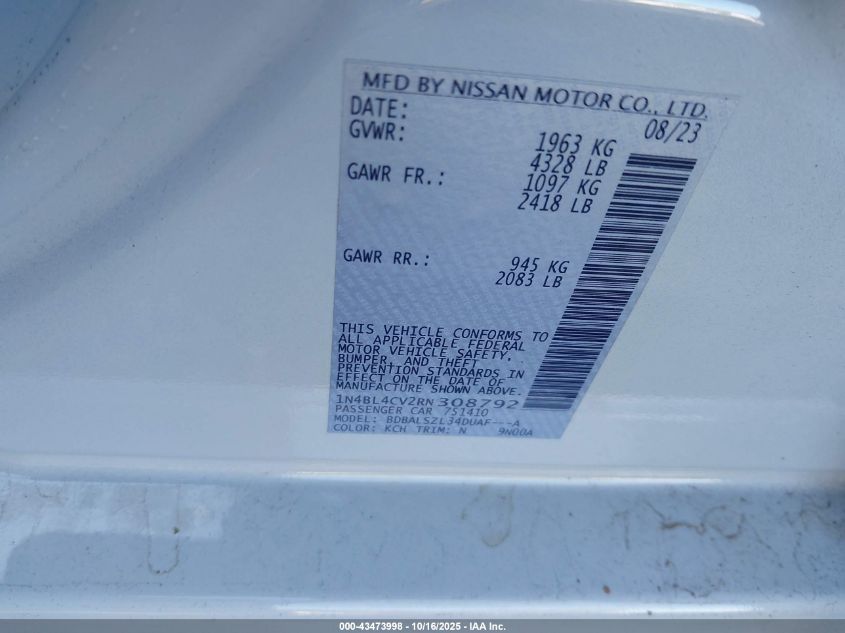 MFD BY NISSAN MOTOR CO., LTD.
DATE: 08/23
GVWR: 1963 KG
4328 LB
GAWR FR.: 1097 KG
2418 LB
GAWR RR.: 945 KG
2083 LB
THIS VEHICLE CONFORMS TO
ALL APPLICABLE FEDERAL
MOTOR VEHICLE SAFETY,
BUMPER, AND THEFT
PREVENTION STANDARDS IN
EFFECT ON THE DATE OF
MANUFACTURE SHOWN ABOVE.
1N4BL4CV2RN308792
PASSENGER CAR 751410
MODEL: BDBALSZL34DUAF---A
COLOR: KCH TRIM: N 9N00A
000-43473998 - 10/16/2025 - IAA Inc.